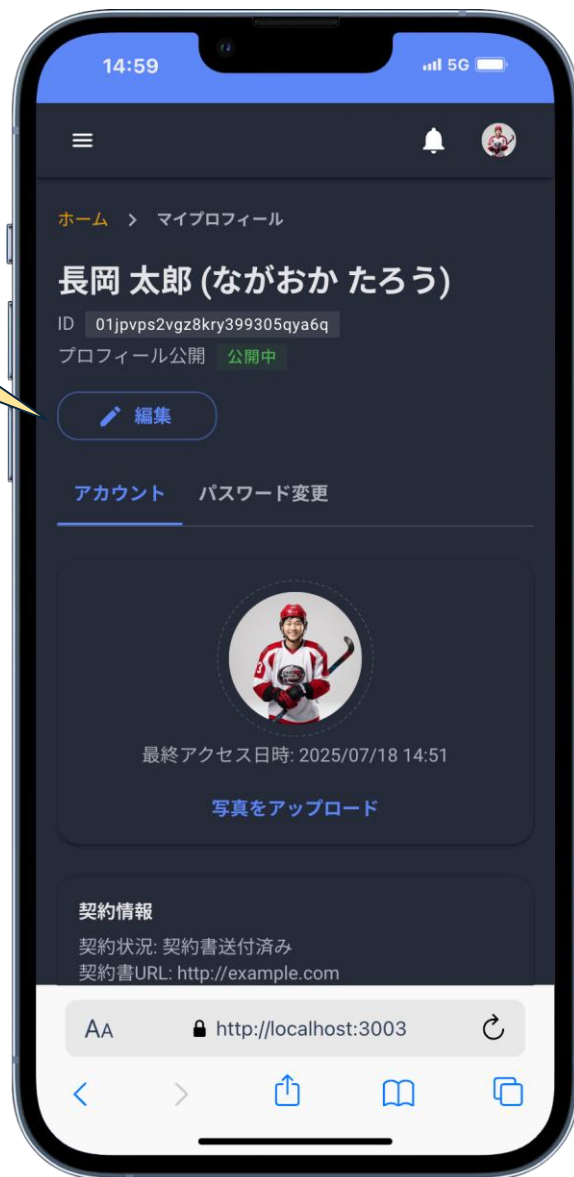 14:59
5G
ホーム > マイプロフィール
長岡 太郎 (ながおか たろう)
ID 01jpvps2vgz8kry399305qya6q
プロフィール公開 公開中
編集
アカウント パスワード変更
最終アクセス日時: 2025/07/18 14:51
写真をアップロード
契約情報
契約状況: 契約書送付済み
契約書URL: http://example.com
AA http://localhost:3003